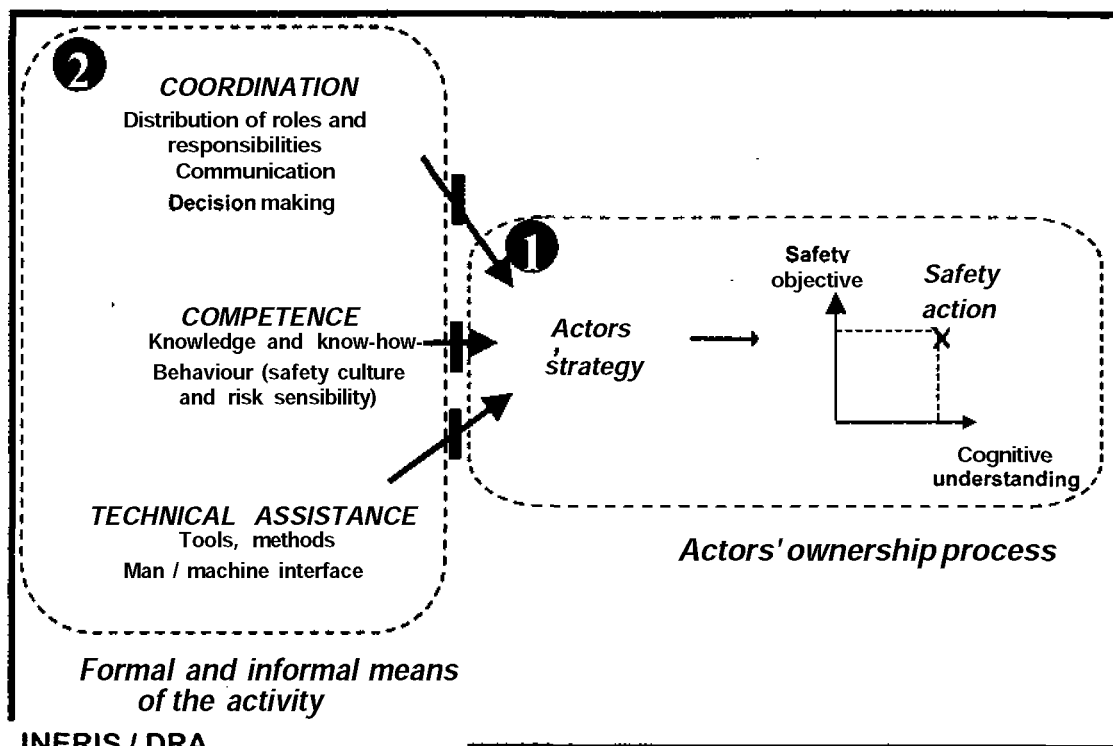 2
COORDINATION
Distribution of roles and
responsibilities
Communication
Decision making
COMPETENCE
Knowledge and know-how
Behaviour (safety culture
and risk sensibility)
TECHNICAL ASSISTANCE
Tools, methods
Man / machine interface
Formal and informal means
of the activity
1
Actors'
strategy
Safety
objective
Safety
action
X
Cognitive
understanding
Actors' ownership process
INERIS / DRA